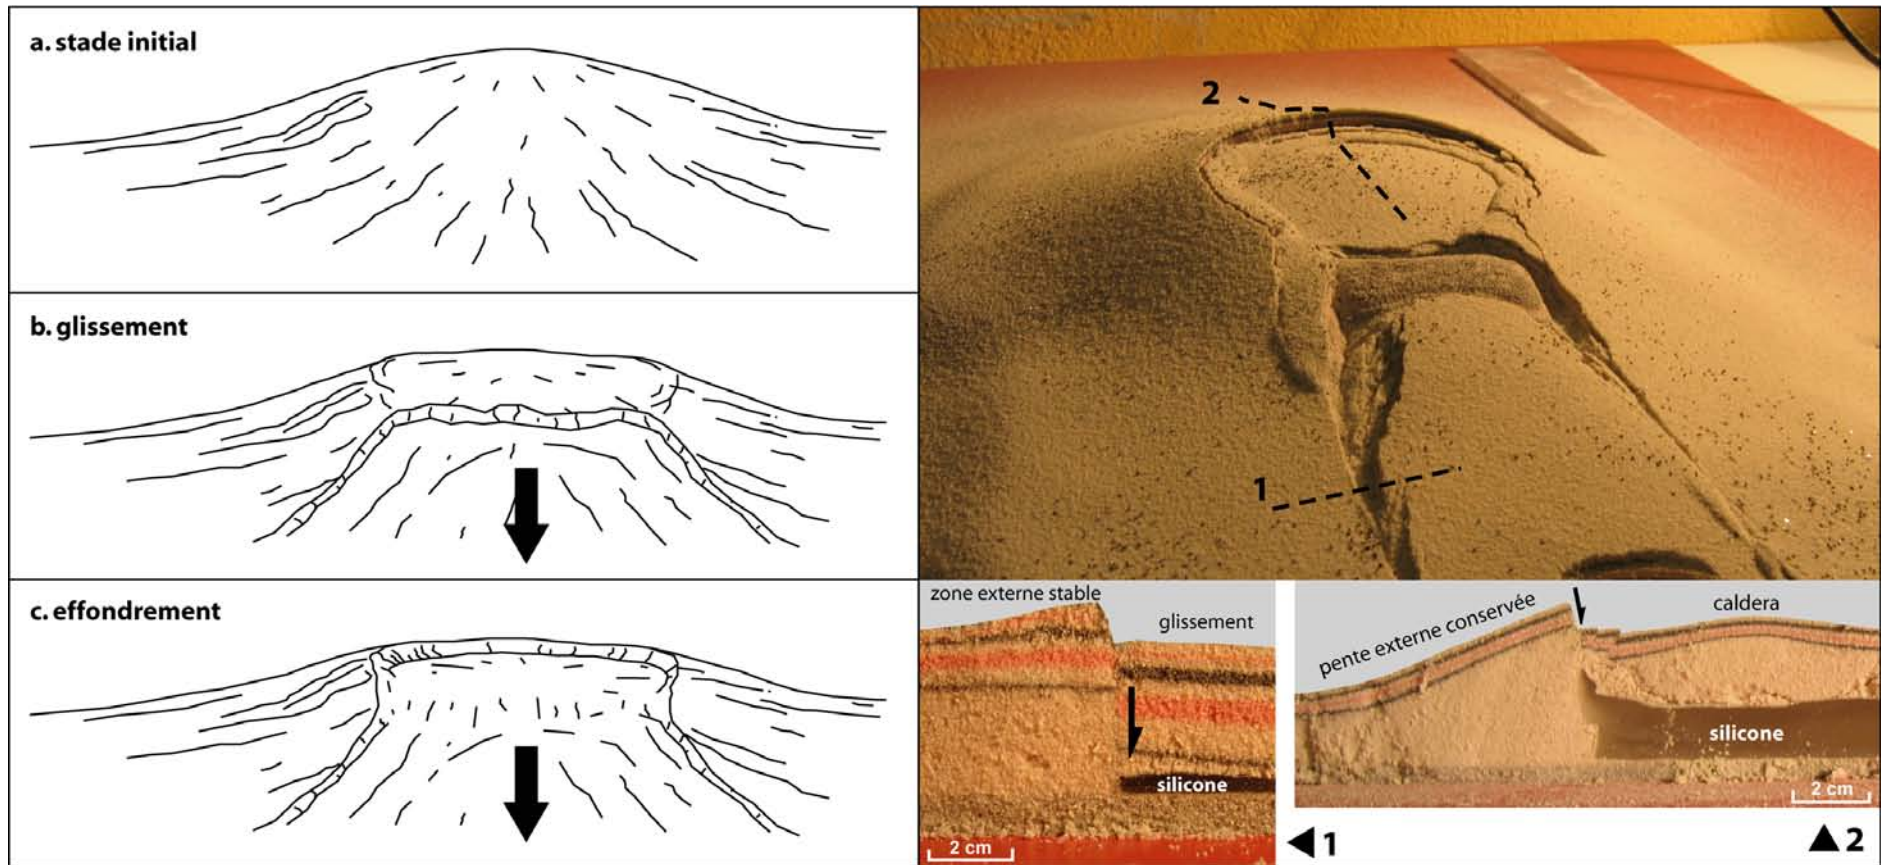 a. stade initial
b. glissement
c. effondrement
2
1
zone externe stable
glissement
silicone
2 cm
pente externe conservée
caldera
silicone
2 cm
◀1
▲2